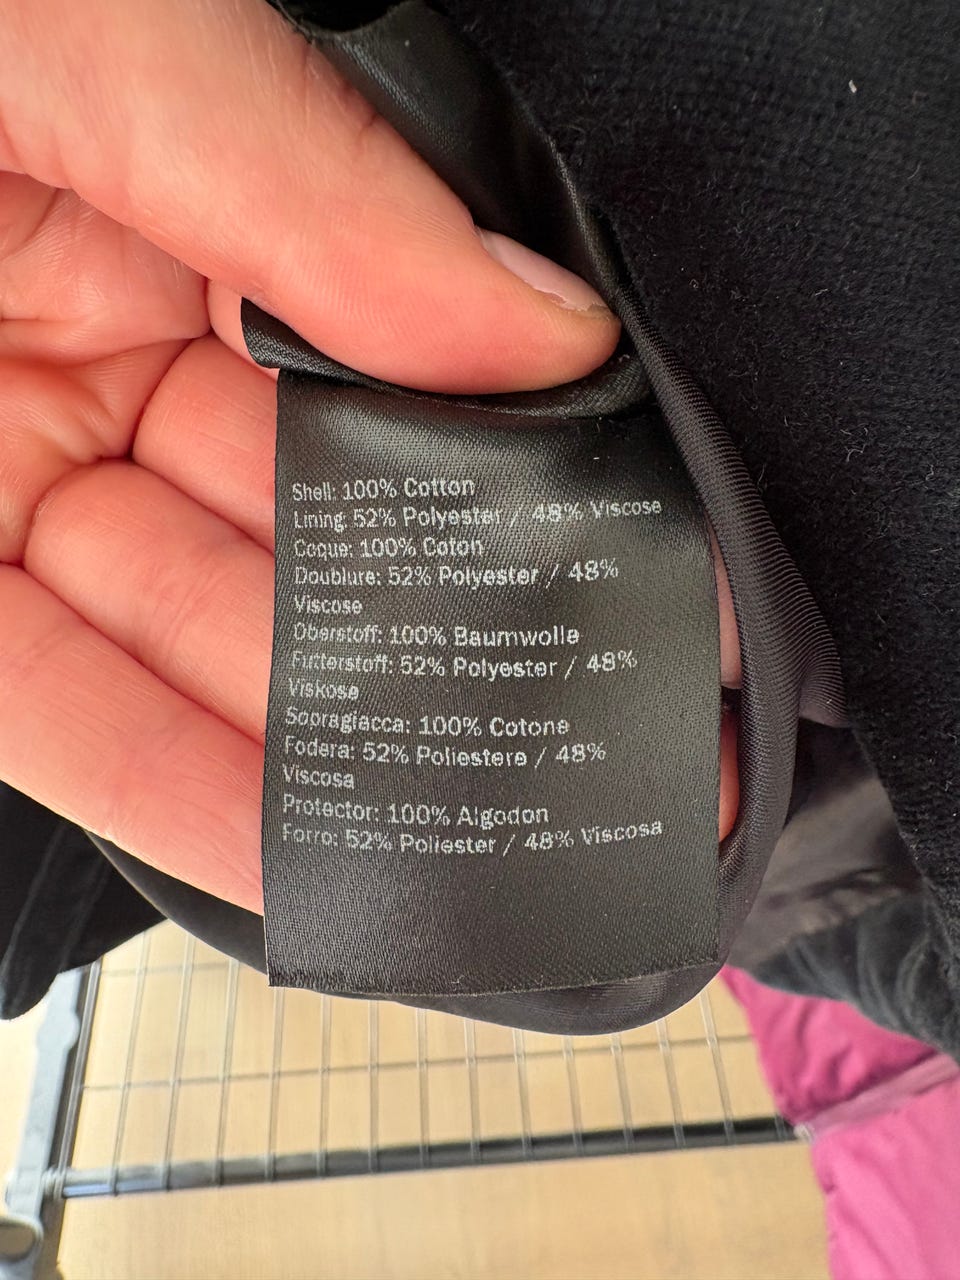 Shell: 100% Cotton
Lining: 52% Polyester / 48% Viscose
Coque: 100% Coton
Doublure: 52% Polyester / 48%
Viscose
Oberstoff: 100% Baumwolle
Futterstoff: 52% Polyester / 48%
Viskose
Sopragiacca: 100% Cotone
Fodera: 52% Poliestere / 48%
Viscosa
Protector: 100% Algodon
Forro: 52% Poliester / 48% Viscosa